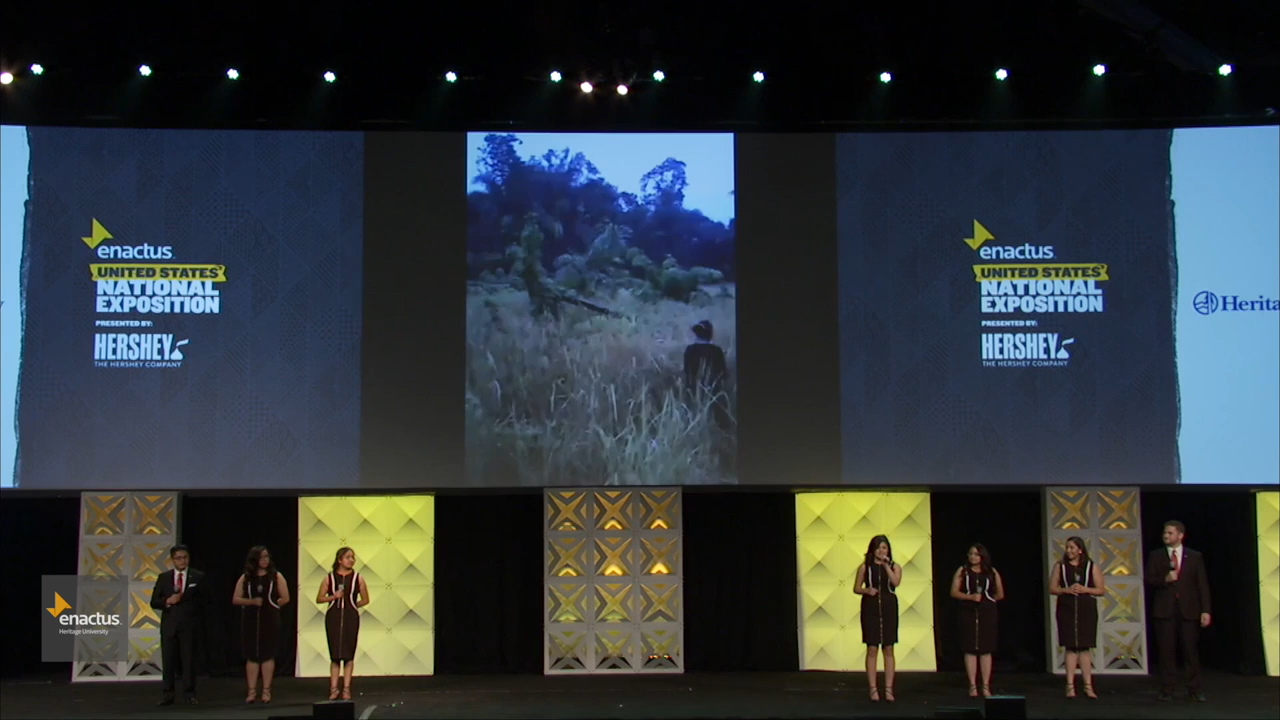 enactus
UNITED STATES
NATIONAL
EXPOSITION
PRESENTED BY:
HERSHEY
THE HERSHEY COMPANY
enactus
UNITED STATES
NATIONAL
EXPOSITION
PRESENTED BY:
HERSHEY
THE HERSHEY COMPANY
Herita
enactus.
Heritage University